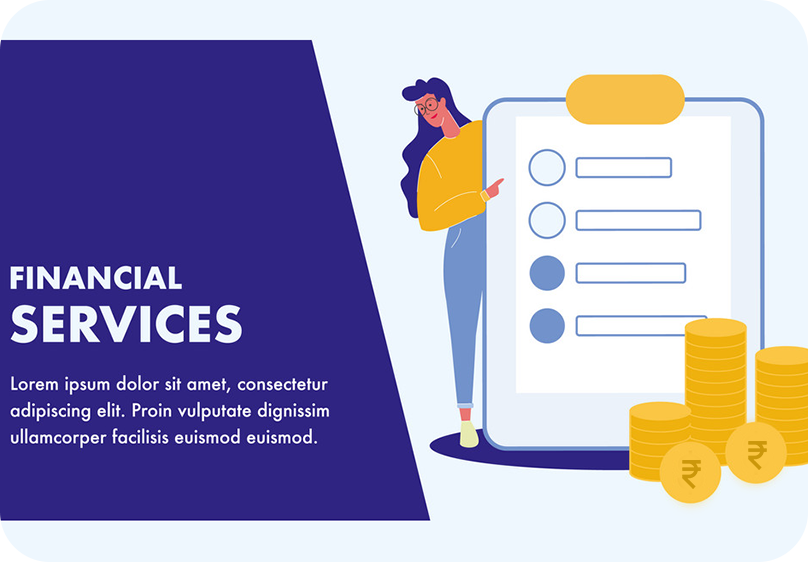 FINANCIAL
SERVICES
Lorem ipsum dolor sit amet, consectetur
adipiscing elit. Proin vulputate dignissim
ullamcorper facilisis euismod euismod.
₹
₹